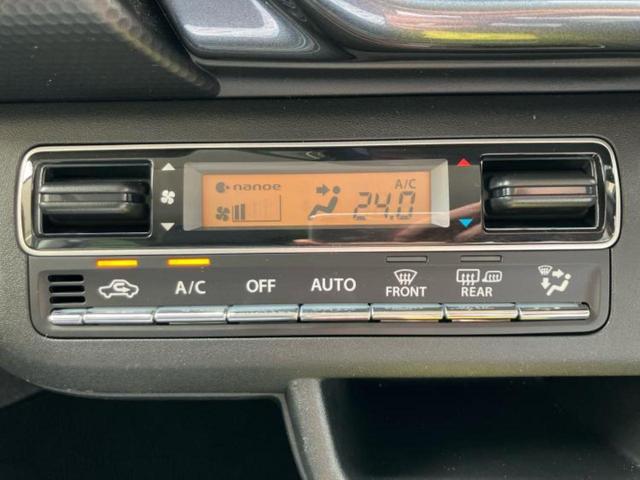 nanoe
A/C
24.0
A/C OFF AUTO FRONT REAR